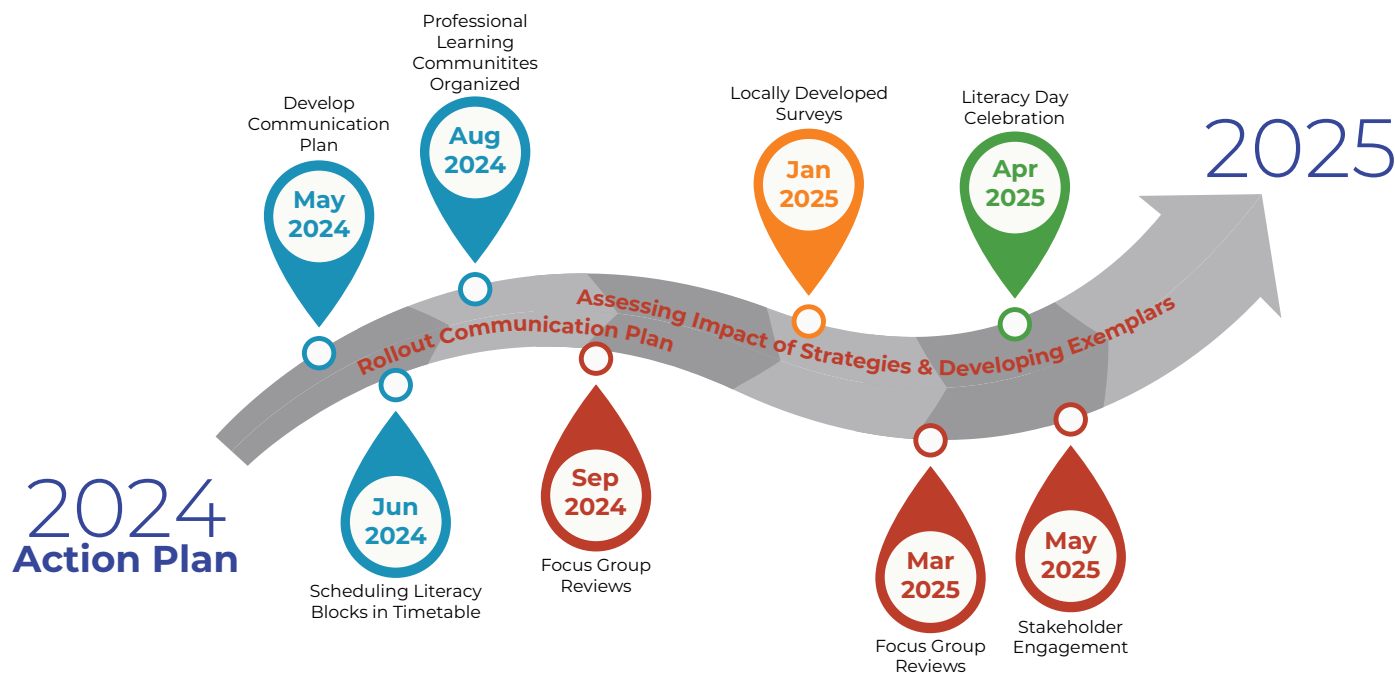 2024
Action Plan
Develop
Communication
Plan
May
2024
Jun
2024
Scheduling Literacy
Blocks in Timetable
Professional
Learning
Communitites
Organized
Aug
2024
Sep
2024
Focus Group
Reviews
Rollout Communication Plan
Assessing Impact of Strategies & Developing Exemplars
Locally Developed
Surveys
Jan
2025
Mar
2025
Focus Group
Reviews
Literacy Day
Celebration
Apr
2025
May
2025
Stakeholder
Engagement
2025